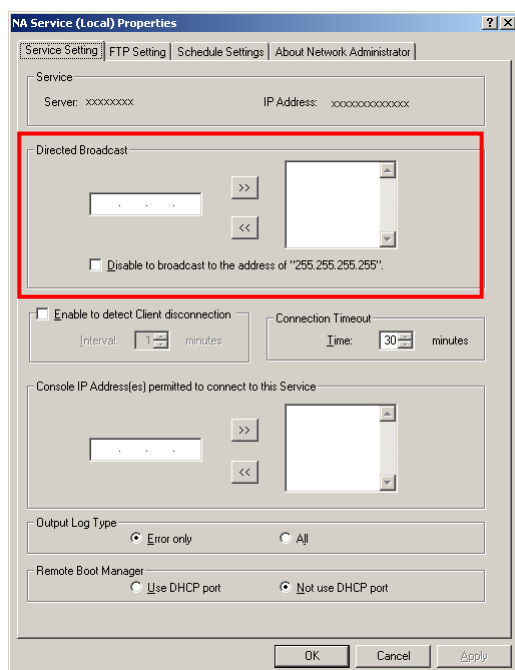 NA Service (Local) Properties
Service Setting FTP Setting Schedule Settings About Network Administrator
Service
Server: xxxxxxxx IP Address: xxxxxxxxxxxxx
Directed Broadcast
>>
<<
Disable to broadcast to the address of "255.255.255.255".
Enable to detect Client disconnection
Interval: 1 minutes
Connection Timeout
Time: 30 minutes
Console IP Address(es) permitted to connect to this Service
>>
<<
Output Log Type
Error only All
Remote Boot Manager
Use DHCP port Not use DHCP port
OK Cancel Apply